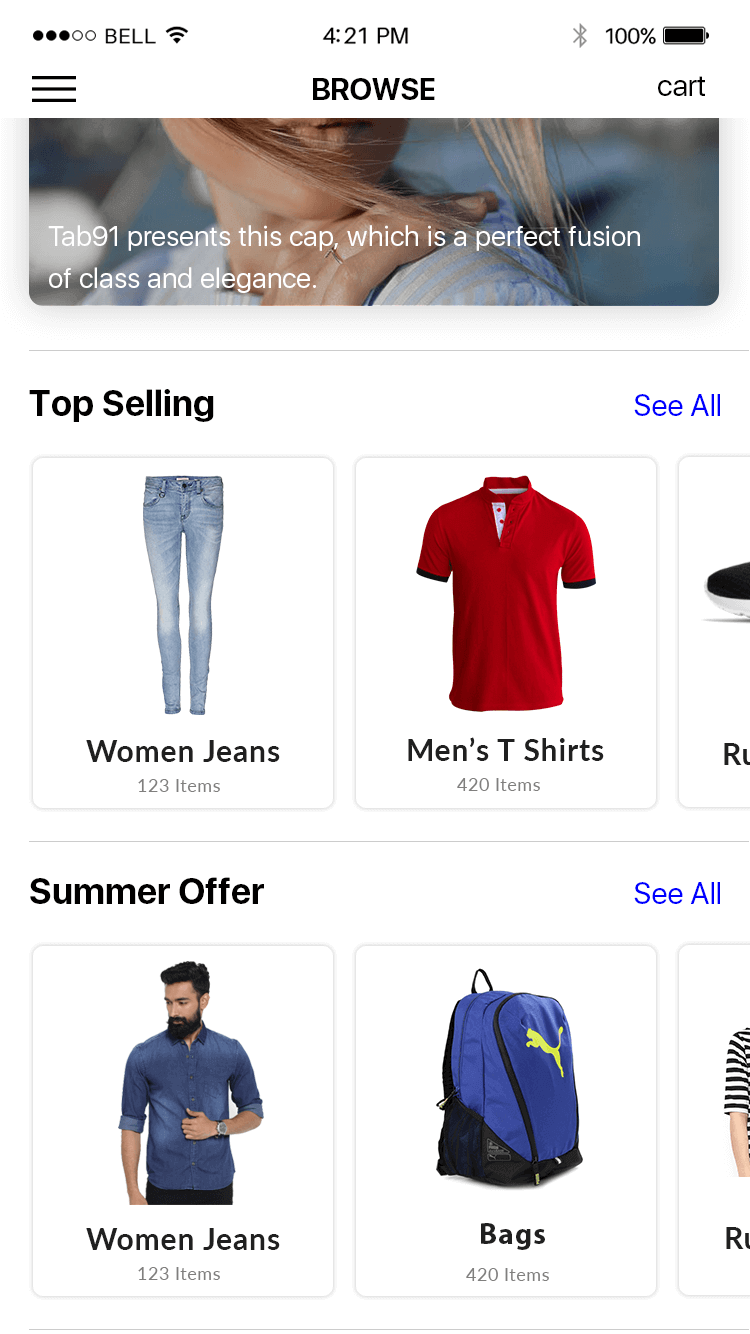 BELL 4:21 PM 100%
BROWSE cart
Tab91 presents this cap, which is a perfect fusion
of class and elegance.
Top Selling See All
Women Jeans Men’s T Shirts Ru
123 Items 420 Items
Summer Offer See All
Women Jeans Bags Ru
123 Items 420 Items